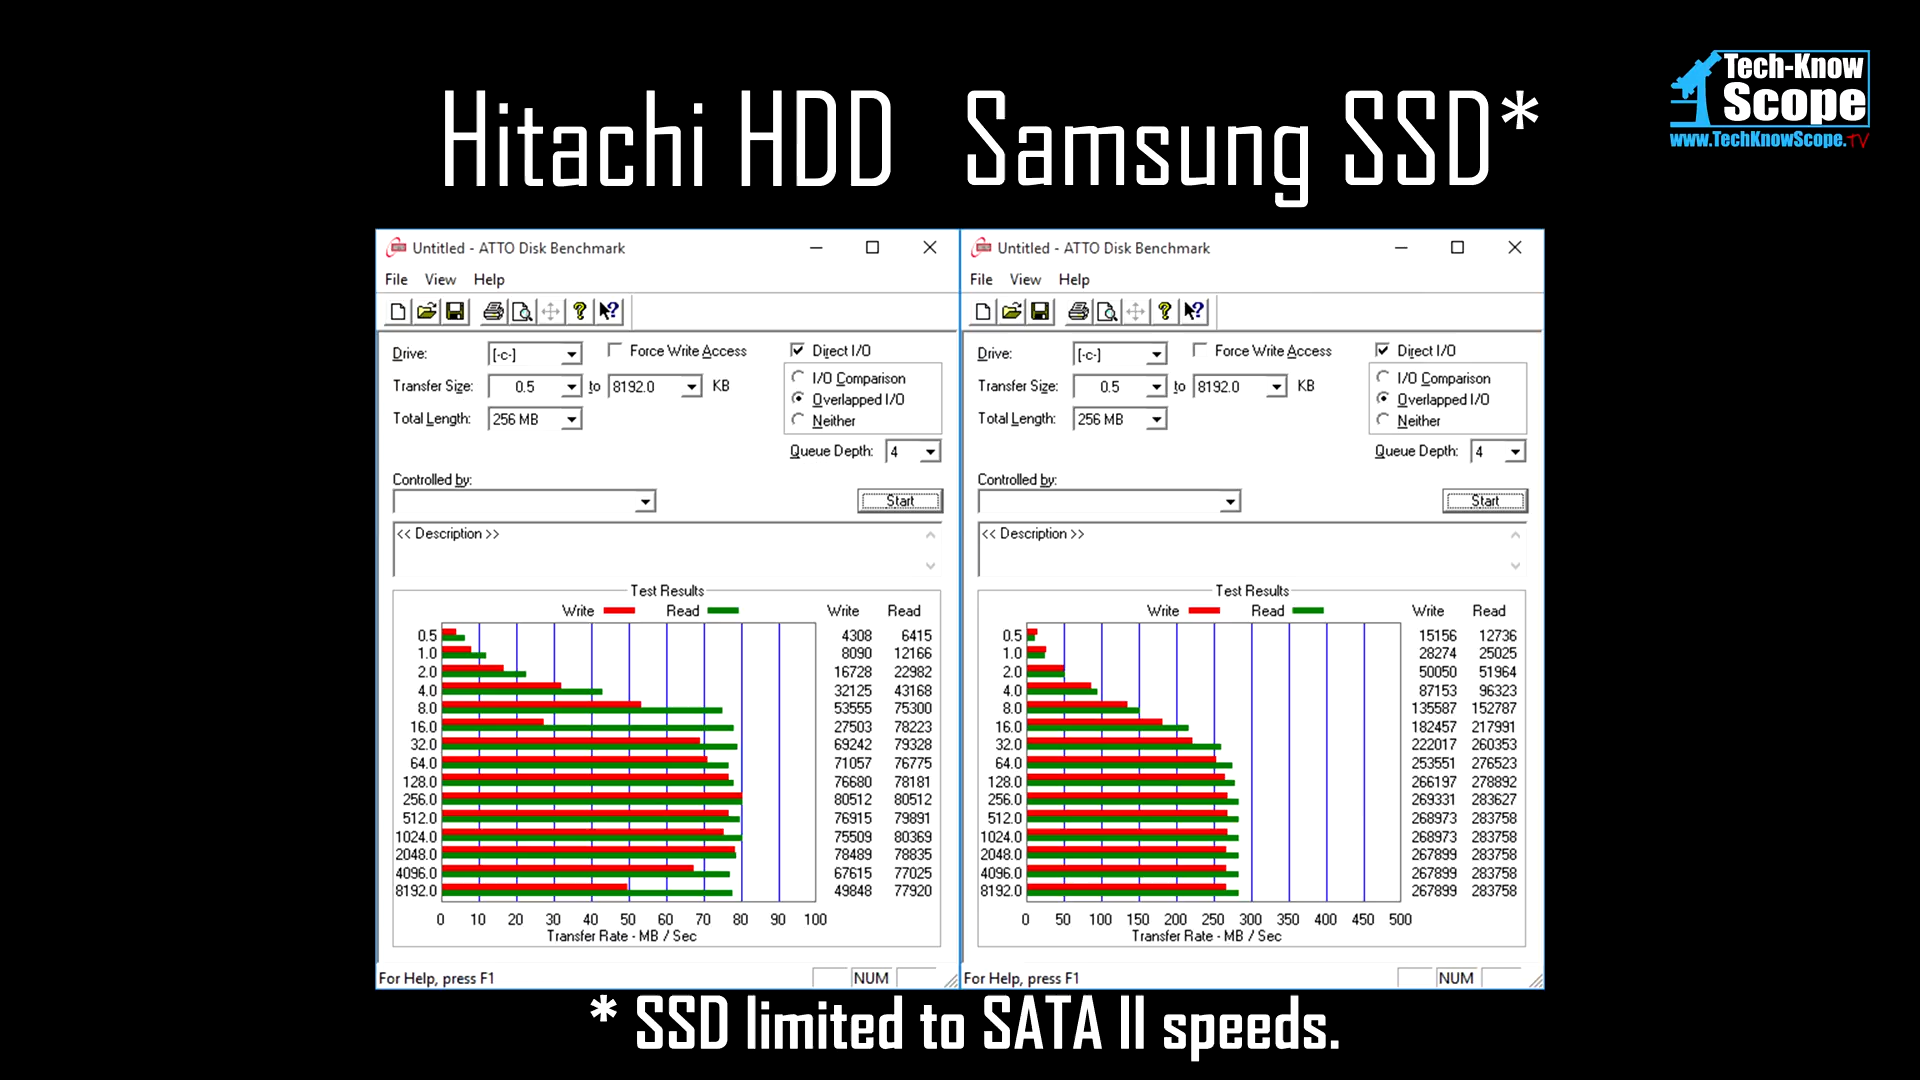 Tech-Know
Scope
www.TechKnowScope.TV
Hitachi HDD Samsung SSD*
Untitled - ATTO Disk Benchmark
File View Help
Drive: [-c-] Force Write Access Direct I/O
Transfer Size: 0.5 to 8192.0 KB I/O Comparison
Overlapped I/O
Total Length: 256 MB Neither
Queue Depth: 4
Controlled by:
Start
<< Description >>
Test Results
Write Read Write Read
0.5 4308 6415
1.0 8090 12166
2.0 16728 22982
4.0 32125 43168
8.0 53555 75300
16.0 27503 78223
32.0 69242 79328
64.0 71057 76775
128.0 76680 78181
256.0 80512 80512
512.0 76915 79891
1024.0 75509 80369
2048.0 78489 78835
4096.0 67615 77025
8192.0 49848 77920
0 10 20 30 40 50 60 70 80 90 100
Transfer Rate - MB / Sec
For Help, press F1 NUM
Untitled - ATTO Disk Benchmark
File View Help
Drive: [-c-] Force Write Access Direct I/O
Transfer Size: 0.5 to 8192.0 KB I/O Comparison
Overlapped I/O
Total Length: 256 MB Neither
Queue Depth: 4
Controlled by:
Start
<< Description >>
Test Results
Write Read Write Read
0.5 15156 12736
1.0 28274 25025
2.0 50050 51964
4.0 87153 96323
8.0 135587 152787
16.0 182457 217991
32.0 222017 260353
64.0 253551 276523
128.0 266197 278892
256.0 269331 283627
512.0 268973 283758
1024.0 268973 283758
2048.0 267899 283758
4096.0 267899 283758
8192.0 267899 283758
0 50 100 150 200 250 300 350 400 450 500
Transfer Rate - MB / Sec
For Help, press F1 NUM
* SSD limited to SATA II speeds.